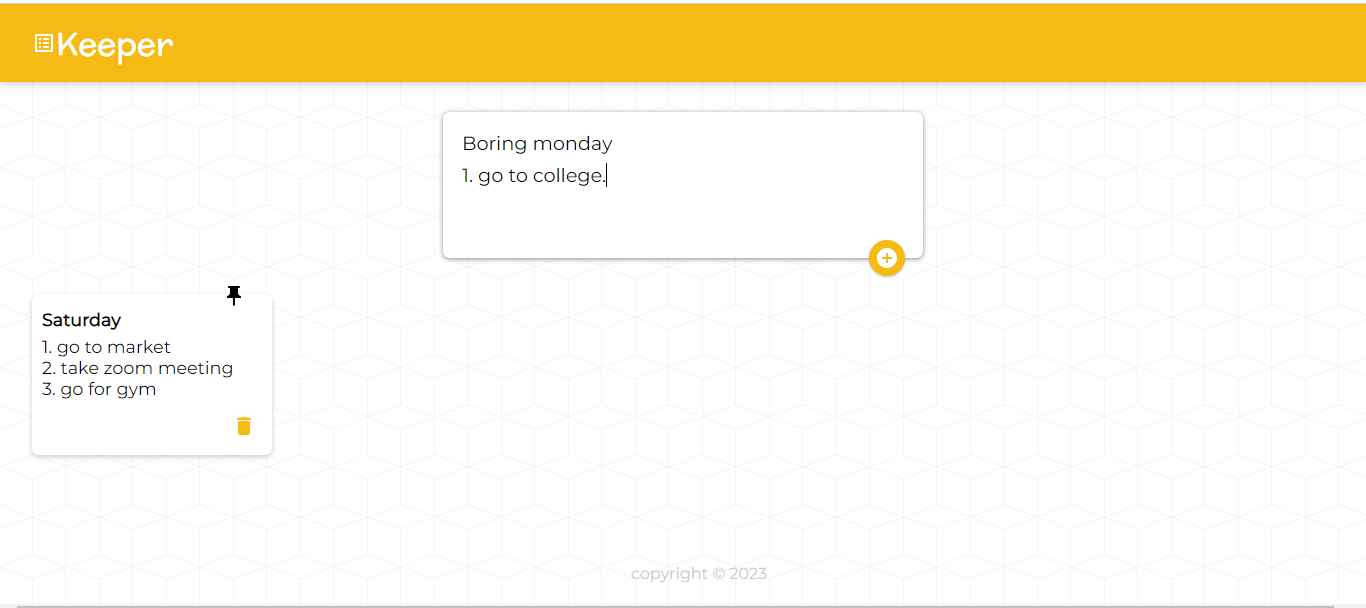 Keeper
Boring monday
1. go to college.
Saturday
1. go to market
2. take zoom meeting
3. go for gym
copyright © 2023